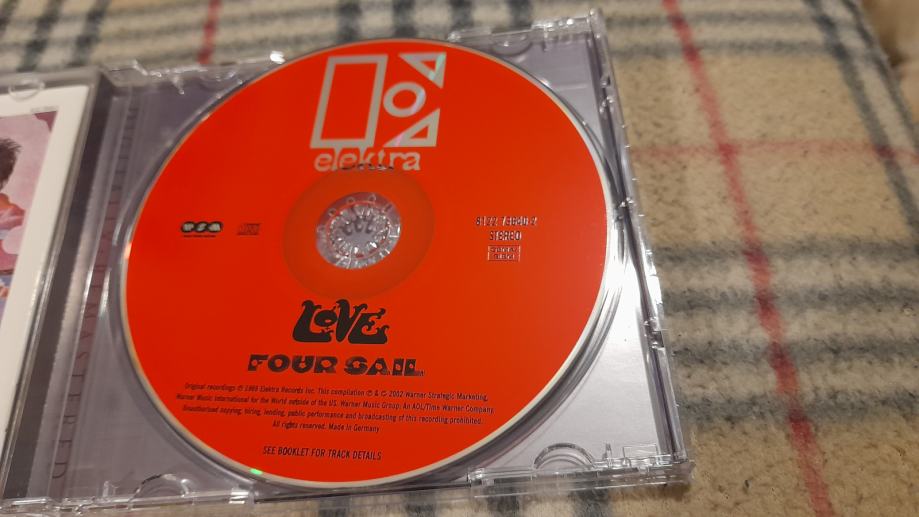 elektra
wsm
STEREO
LOVE
FOUR SAIL
Original recordings ℗ 1969 Elektra Records Inc. This compilation ℗ & © 2002 Warner Strategic Marketing,
Warner Music International for the World outside of the US. Warner Music Group: An AOL/Time Warner Company.
Unauthorised copying, hiring, lending, public performance and broadcasting of this recording prohibited.
All rights reserved. Made in Germany
SEE BOOKLET FOR TRACK DETAILS